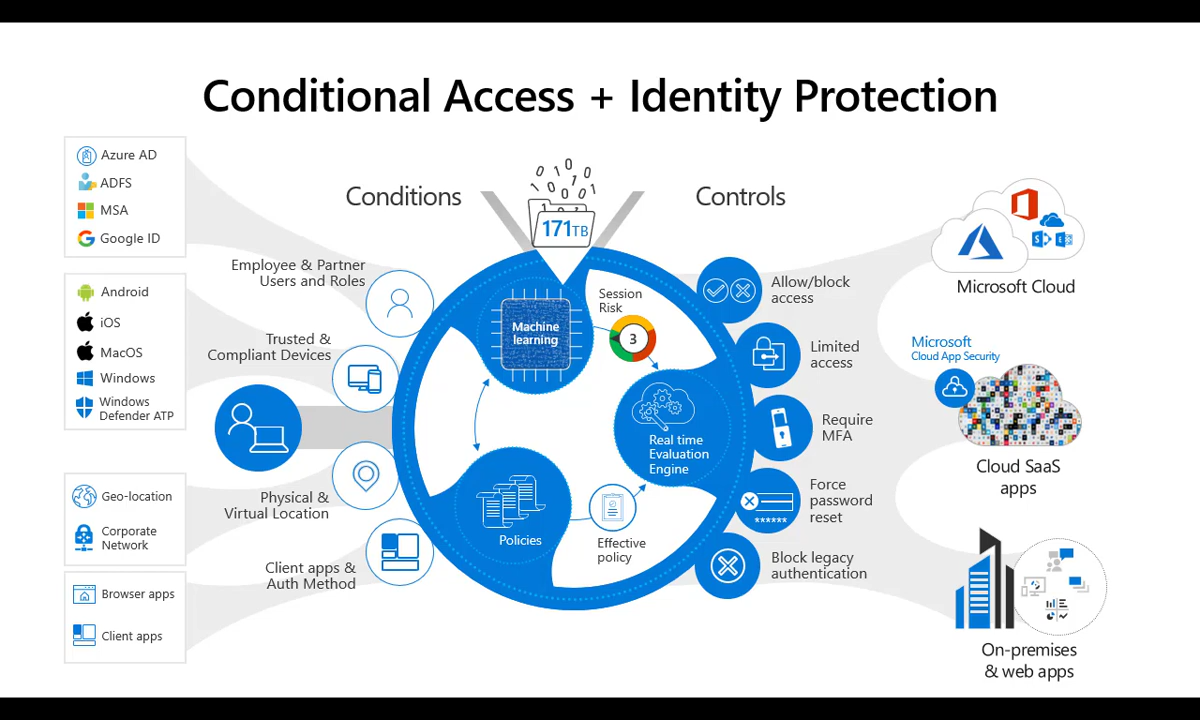 Conditional Access + Identity Protection
Azure AD
ADFS
MSA
Google ID
Android
iOS
MacOS
Windows
Windows
Defender ATP
Geo-location
Corporate
Network
Browser apps
Client apps
Conditions
Employee & Partner
Users and Roles
Trusted &
Compliant Devices
Physical &
Virtual Location
Client apps &
Auth Method
171TB
Machine
learning
Session
Risk
3
Real time
Evaluation
Engine
Policies
Effective
policy
Controls
Allow/block
access
Limited
access
Require
MFA
Force
password
reset
******
Block legacy
authentication
Microsoft Cloud
Microsoft
Cloud App Security
Cloud SaaS
apps
On-premises
& web apps